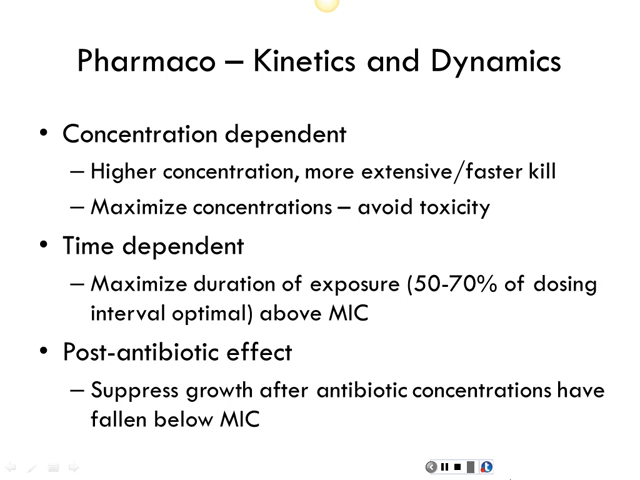 Pharmaco – Kinetics and Dynamics
• Concentration dependent
– Higher concentration, more extensive/faster kill
– Maximize concentrations – avoid toxicity
• Time dependent
– Maximize duration of exposure (50-70% of dosing
interval optimal) above MIC
• Post-antibiotic effect
– Suppress growth after antibiotic concentrations have
fallen below MIC